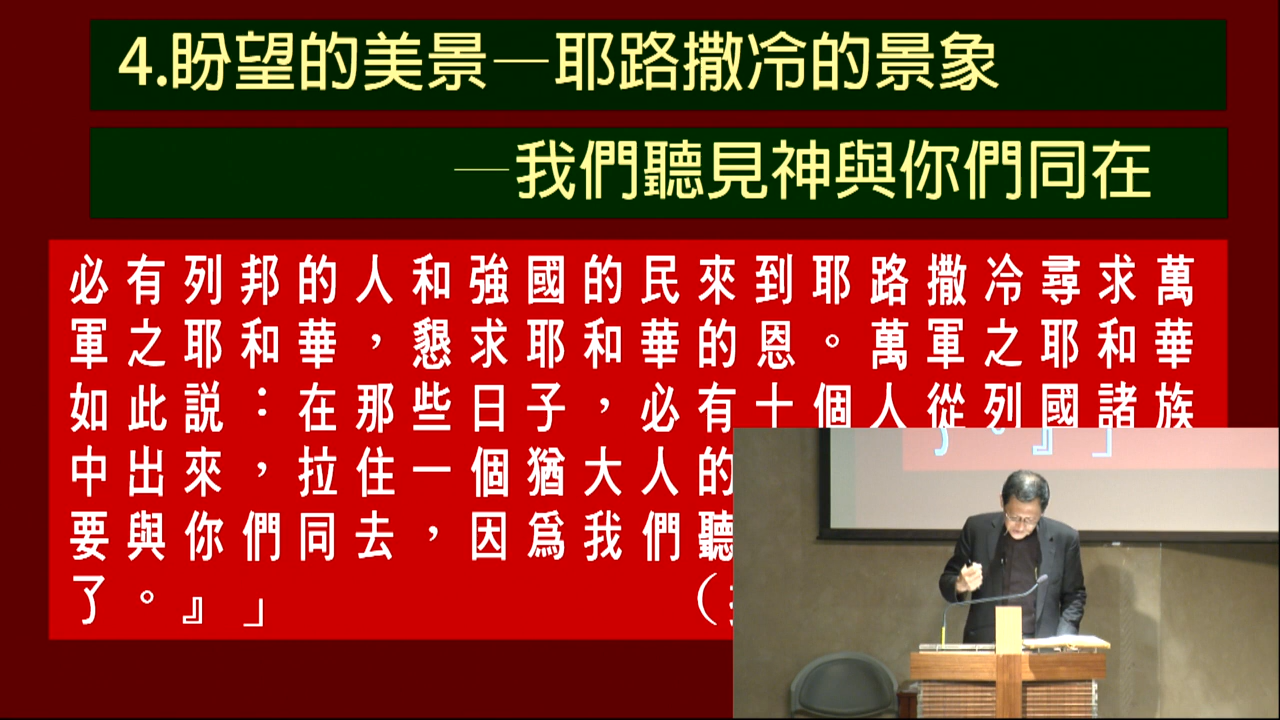 4.盼望的美景—耶路撒冷的景象
—我們聽見神與你們同在
必有列邦的人和強國的民來到耶路撒冷尋求萬
軍之耶和華，懇求耶和華的恩。萬軍之耶和華
如此説：在那些日子，必有十個人從列國諸族
中出來，拉住一個猶大人的
要與你們同去，因爲我們聽
了。』」（